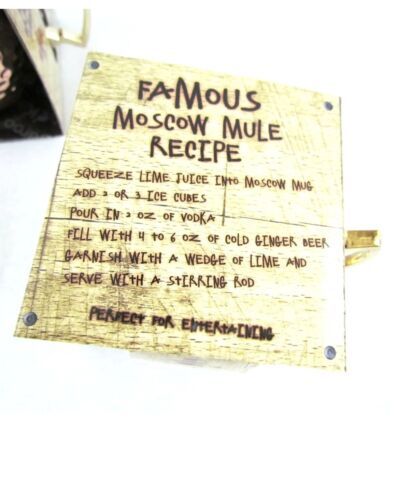 FAMOUS
MOSCOW MULE
RECIPE
SQUEEZE LIME JUICE INTO MOSCOW MUG
ADD 2 OR 3 ICE CUBES
POUR IN 2 OZ OF VODKA
FILL WITH 4 TO 6 OZ OF COLD GINGER BEER
GARNISH WITH A WEDGE OF LIME AND
SERVE WITH A STIRRING ROD
PERFECT FOR ENTERTAINING